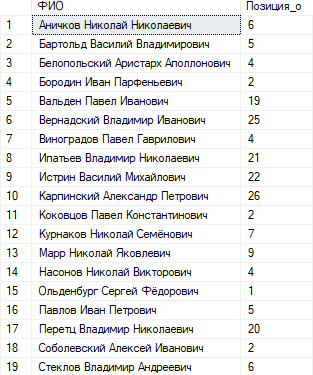 ФИО Позиция_о
1 Аничков Николай Николаевич 6
2 Бартольд Василий Владимирович 5
3 Белопольский Аристарх Аполлонович 4
4 Бородин Иван Парфеньевич 2
5 Вальден Павел Иванович 19
6 Вернадский Владимир Иванович 25
7 Виноградов Павел Гаврилович 4
8 Ипатьев Владимир Николаевич 21
9 Истрин Василий Михайлович 22
10 Карпинский Александр Петрович 26
11 Коковцов Павел Константинович 2
12 Курнаков Николай Семёнович 7
13 Марр Николай Яковлевич 9
14 Насонов Николай Викторович 4
15 Ольденбург Сергей Фёдорович 1
16 Павлов Иван Петрович 5
17 Перетц Владимир Николаевич 20
18 Соболевский Алексей Иванович 2
19 Стеклов Владимир Андреевич 6